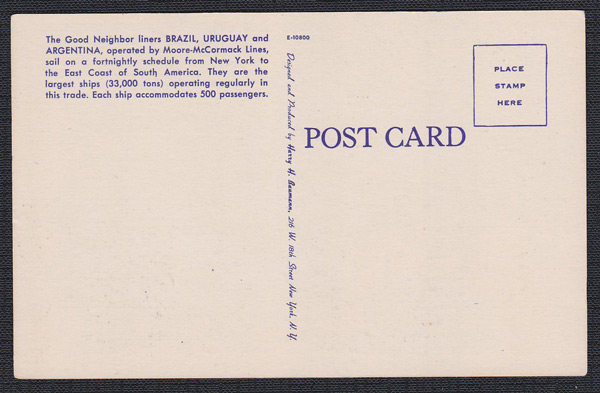 The Good Neighbor liners BRAZIL, URUGUAY and
ARGENTINA, operated by Moore-McCormack Lines,
sail on a fortnightly schedule from New York to
the East Coast of South America. They are the
largest ships (33,000 tons) operating regularly in
this trade. Each ship accommodates 500 passengers.
E-10800
Designed and Produced by Harry H. Baumann, 216 W. 18th Street New York, N. Y.
POST CARD
PLACE
STAMP
HERE